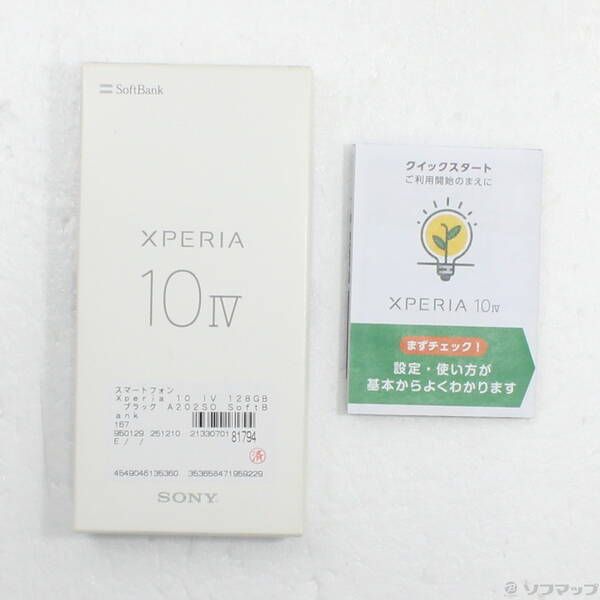 SoftBank
XPERIA
10 IV
スマートフォン
Xperia 10 IV 128GB
ブラック A202SO SoftB
ank
167
950129 251210 21330701 81794
E/ /
済
4549046135360 353658471959229
SONY
クイックスタート
ご利用開始のまえに
XPERIA 10 IV
まずチェック！
設定・使い方が
基本からよくわかります
ソフマップ